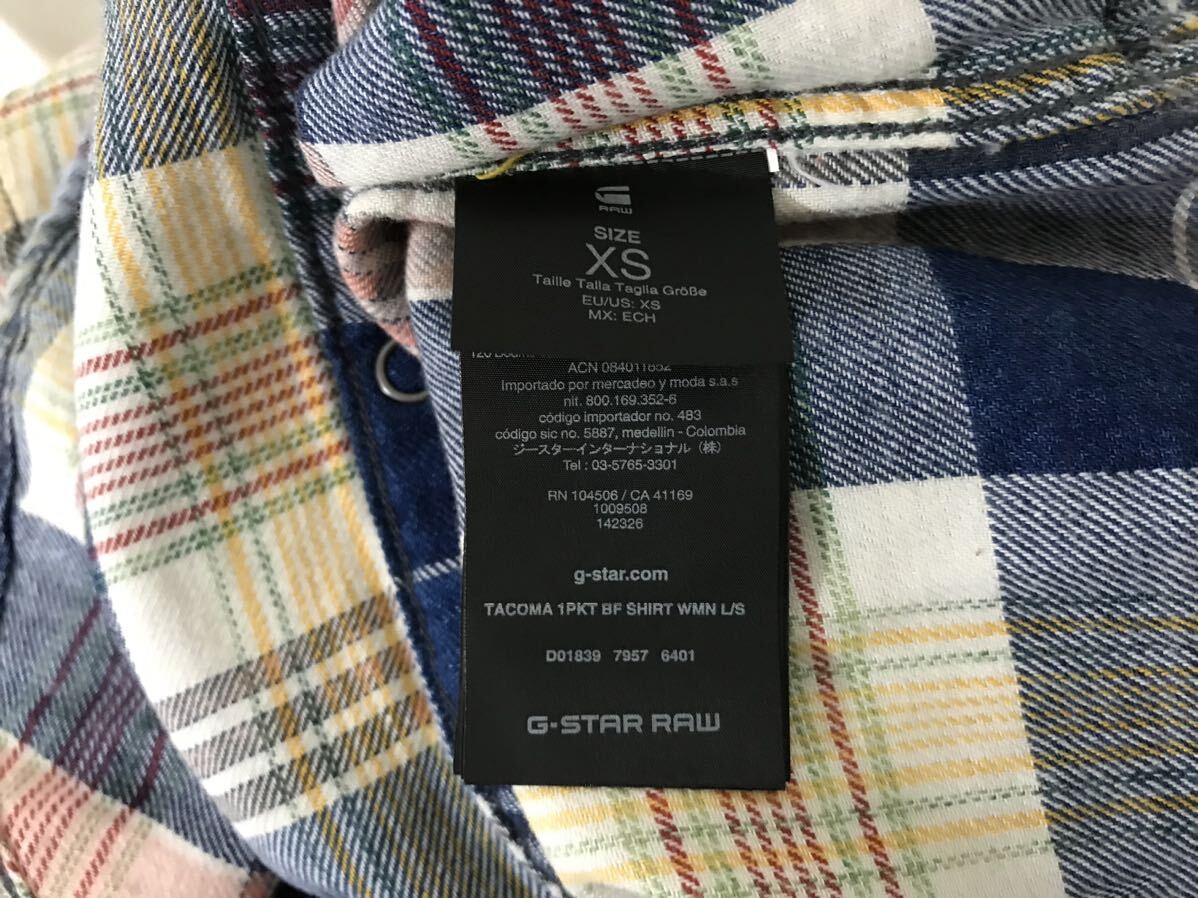 RAW
SIZE
XS
Taille Talla Taglia Größe
EU/US: XS
MX: ECH
ACN 084011852
Importado por mercadeo y moda s.a.s
nit. 800.169.352-6
código importador no. 483
código sic no. 5887, medellin - Colombia
ジースターインターナショナル（株）
Tel : 03-5765-3301
RN 104506 / CA 41169
1009508
142326
g-star.com
TACOMA 1PKT BF SHIRT WMN L/S
D01839 7957 6401
G-STAR RAW